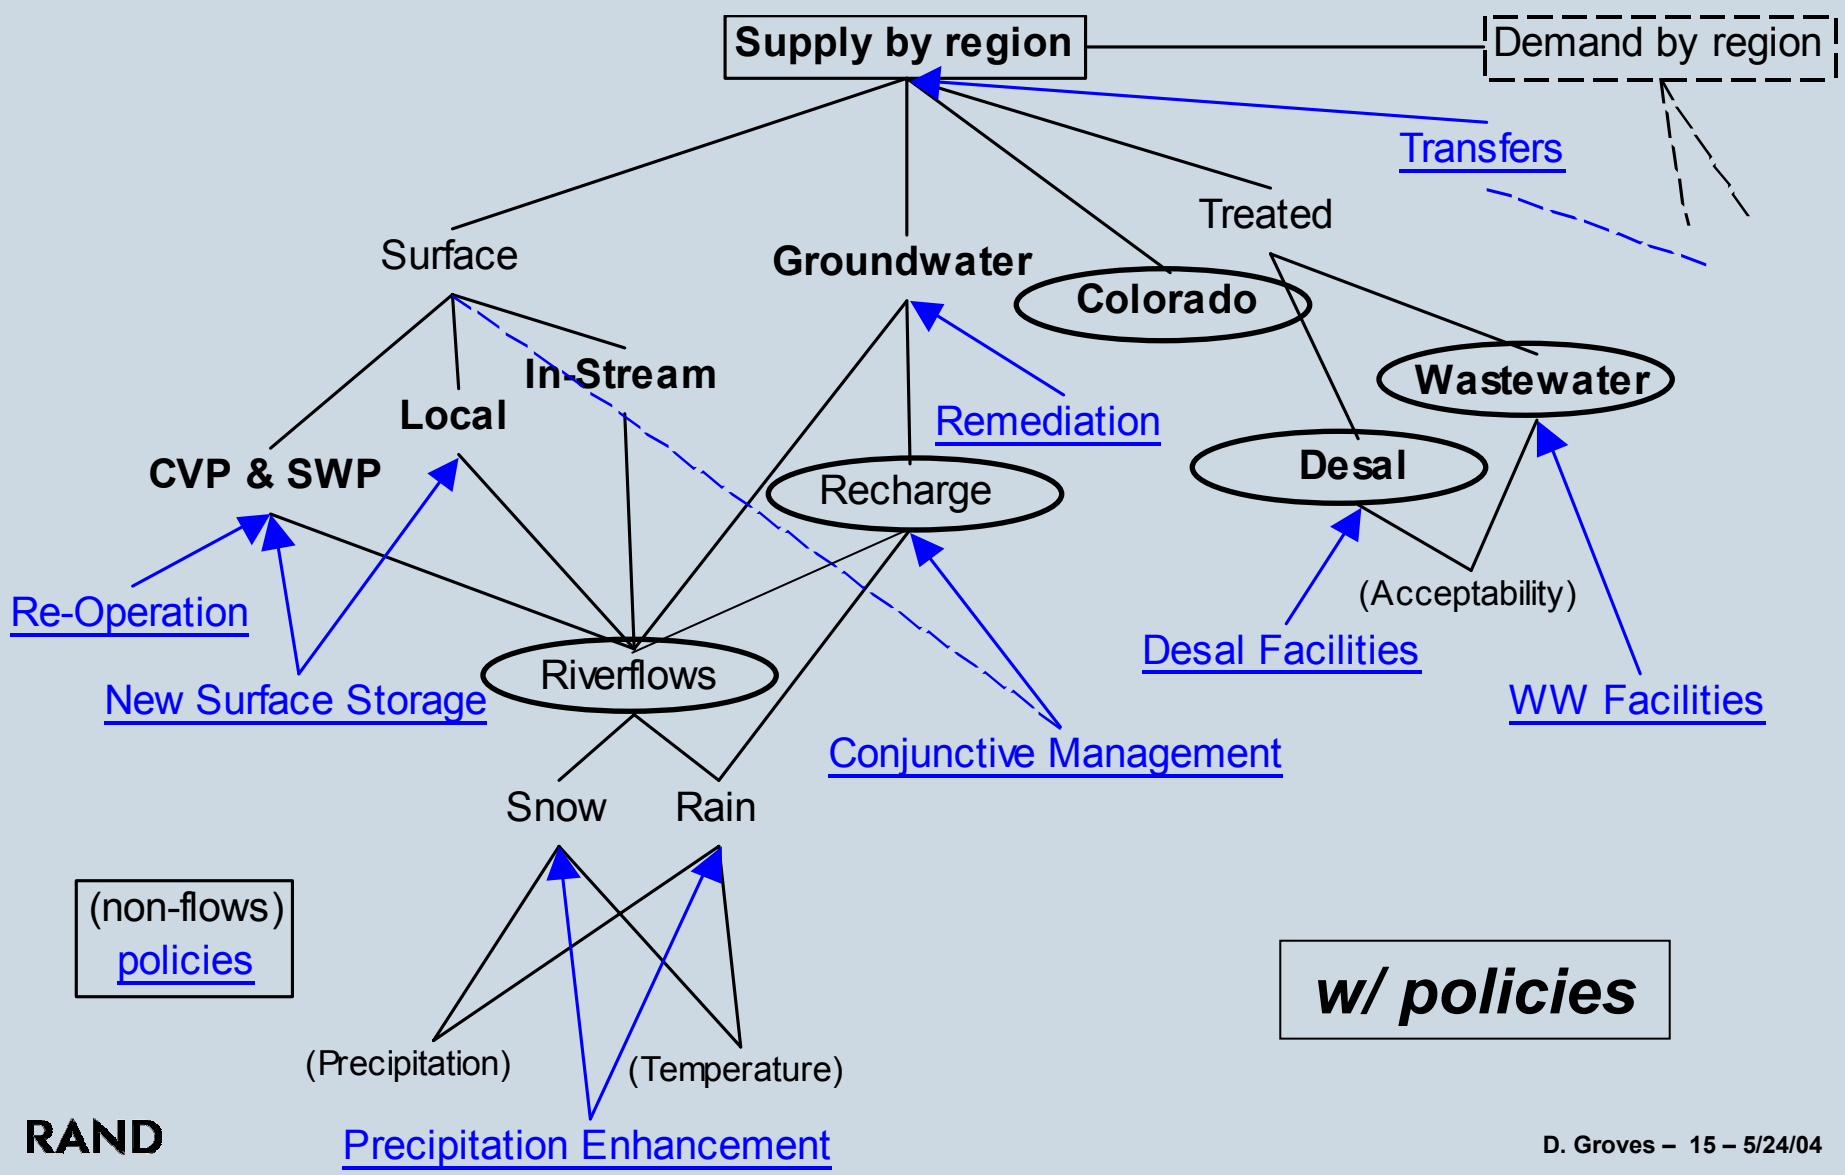 Supply by region
Demand by region
Transfers
Treated
Surface
Groundwater
Colorado
In-Stream
Wastewater
Local
Remediation
CVP & SWP
Desal
Recharge
(Acceptability)
Re-Operation
Desal Facilities
Riverflows
New Surface Storage
WW Facilities
Conjunctive Management
Snow
Rain
(non-flows)
policies
w/ policies
(Precipitation)
(Temperature)
RAND
Precipitation Enhancement
D. Groves – 15 – 5/24/04